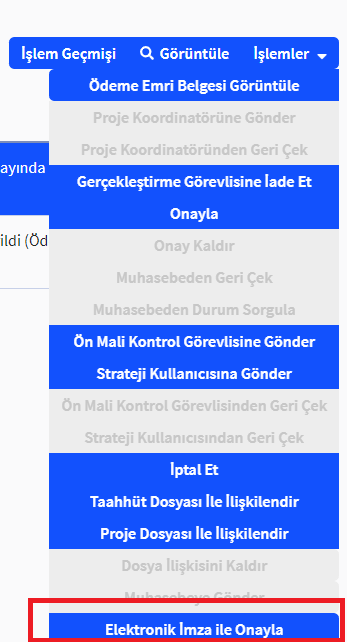 İşlem Geçmişi Görüntüle İşlemler
Ödeme Emri Belgesi Görüntüle
Proje Koordinatörüne Gönder
Proje Koordinatöründen Geri Çek
ayında
Gerçekleştirme Görevlisine İade Et
Onayla
ildi (Öd
Onay Kaldır
Muhasebeden Geri Çek
Muhasebeden Durum Sorgula
Ön Mali Kontrol Görevlisine Gönder
Strateji Kullanıcısına Gönder
Ön Mali Kontrol Görevlisinden Geri Çek
Strateji Kullanıcısından Geri Çek
İptal Et
Taahhüt Dosyası İle İlişkilendir
Proje Dosyası İle İlişkilendir
Dosya İlişkisini Kaldır
Muhasebeye Gönder
Elektronik İmza ile Onayla